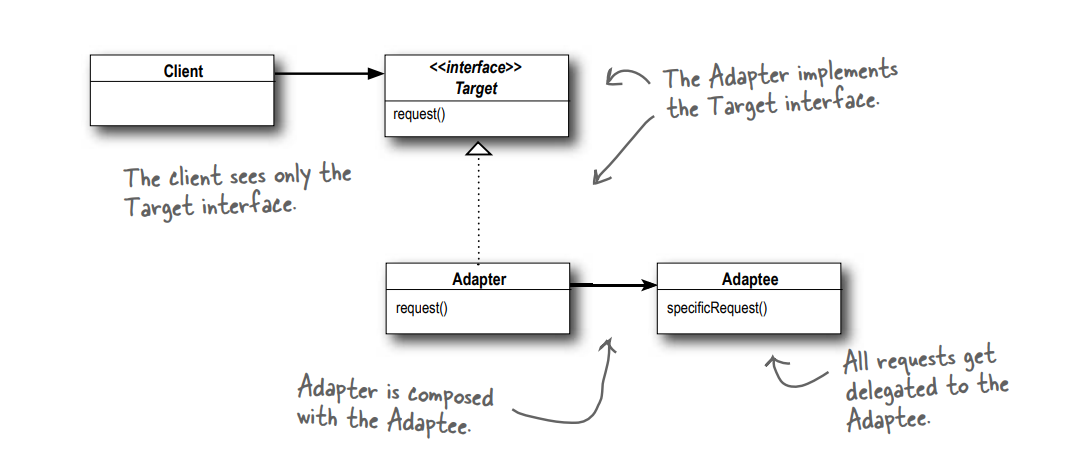 Client
<<interface>>
Target
request()
The Adapter implements
the Target interface.
The client sees only the
Target interface.
Adapter
request()
Adaptee
specificRequest()
Adapter is composed
with the Adaptee.
All requests get
delegated to the
Adaptee.